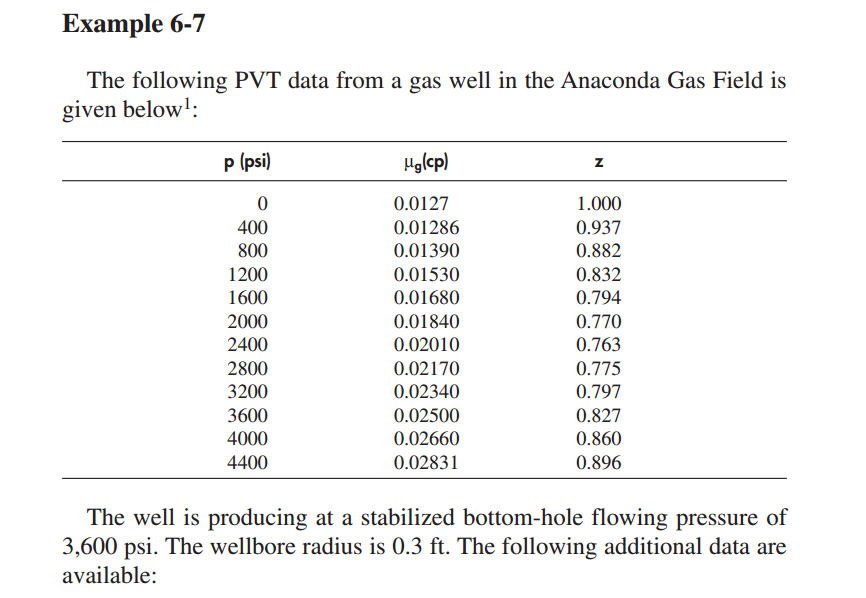 Example 6-7
The following PVT data from a gas well in the Anaconda Gas Field is
given below¹:
p (psi) μg(cp) z
0 0.0127 1.000
400 0.01286 0.937
800 0.01390 0.882
1200 0.01530 0.832
1600 0.01680 0.794
2000 0.01840 0.770
2400 0.02010 0.763
2800 0.02170 0.775
3200 0.02340 0.797
3600 0.02500 0.827
4000 0.02660 0.860
4400 0.02831 0.896
The well is producing at a stabilized bottom-hole flowing pressure of
3,600 psi. The wellbore radius is 0.3 ft. The following additional data are
available: